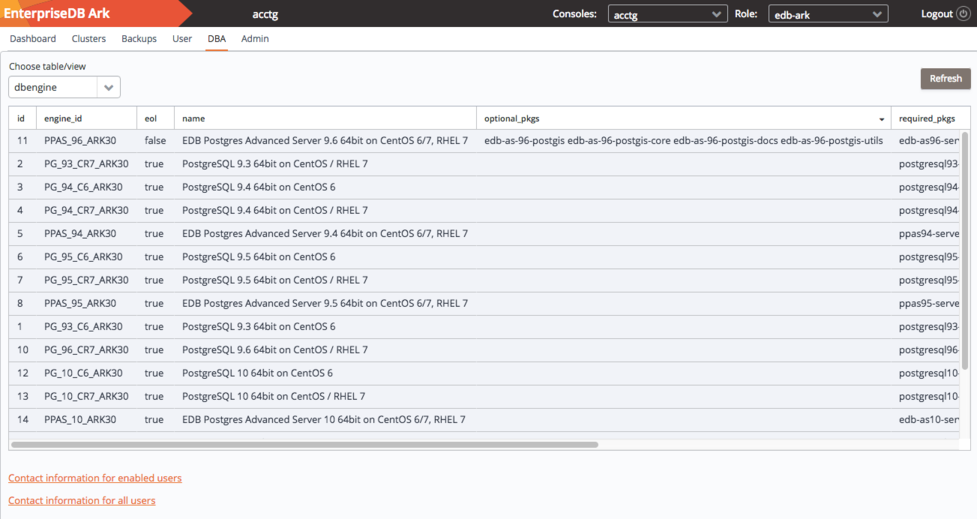 EnterpriseDB Ark acctg Consoles: acctg Role: edb-ark Logout
Dashboard Clusters Backups User DBA Admin
Choose table/view
dbengine
Refresh
id engine_id eol name optional_pkgs required_pkgs
11 PPAS_96_ARK30 false EDB Postgres Advanced Server 9.6 64bit on CentOS 6/7, RHEL 7 edb-as-96-postgis edb-as-96-postgis-core edb-as-96-postgis-docs edb-as-96-postgis-utils edb-as96-ser
2 PG_93_CR7_ARK30 true PostgreSQL 9.3 64bit on CentOS / RHEL 7 postgresql93-
3 PG_94_C6_ARK30 true PostgreSQL 9.4 64bit on CentOS 6 postgresql94-
4 PG_94_CR7_ARK30 true PostgreSQL 9.4 64bit on CentOS / RHEL 7 postgresql94-
5 PPAS_94_ARK30 true EDB Postgres Advanced Server 9.4 64bit on CentOS 6/7, RHEL 7 ppas94-serve
6 PG_95_C6_ARK30 true PostgreSQL 9.5 64bit on CentOS 6 postgresql95-
7 PG_95_CR7_ARK30 true PostgreSQL 9.5 64bit on CentOS / RHEL 7 postgresql95-
8 PPAS_95_ARK30 true EDB Postgres Advanced Server 9.5 64bit on CentOS 6/7, RHEL 7 ppas95-serve
1 PG_93_C6_ARK30 true PostgreSQL 9.3 64bit on CentOS 6 postgresql93-
10 PG_96_CR7_ARK30 true PostgreSQL 9.6 64bit on CentOS / RHEL 7 postgresql96-
12 PG_10_C6_ARK30 true PostgreSQL 10 64bit on CentOS 6 postgresql10-
13 PG_10_CR7_ARK30 true PostgreSQL 10 64bit on CentOS / RHEL 7 postgresql10-
14 PPAS_10_ARK30 true EDB Postgres Advanced Server 10 64bit on CentOS 6/7, RHEL 7 edb-as10-ser
Contact information for enabled users
Contact information for all users